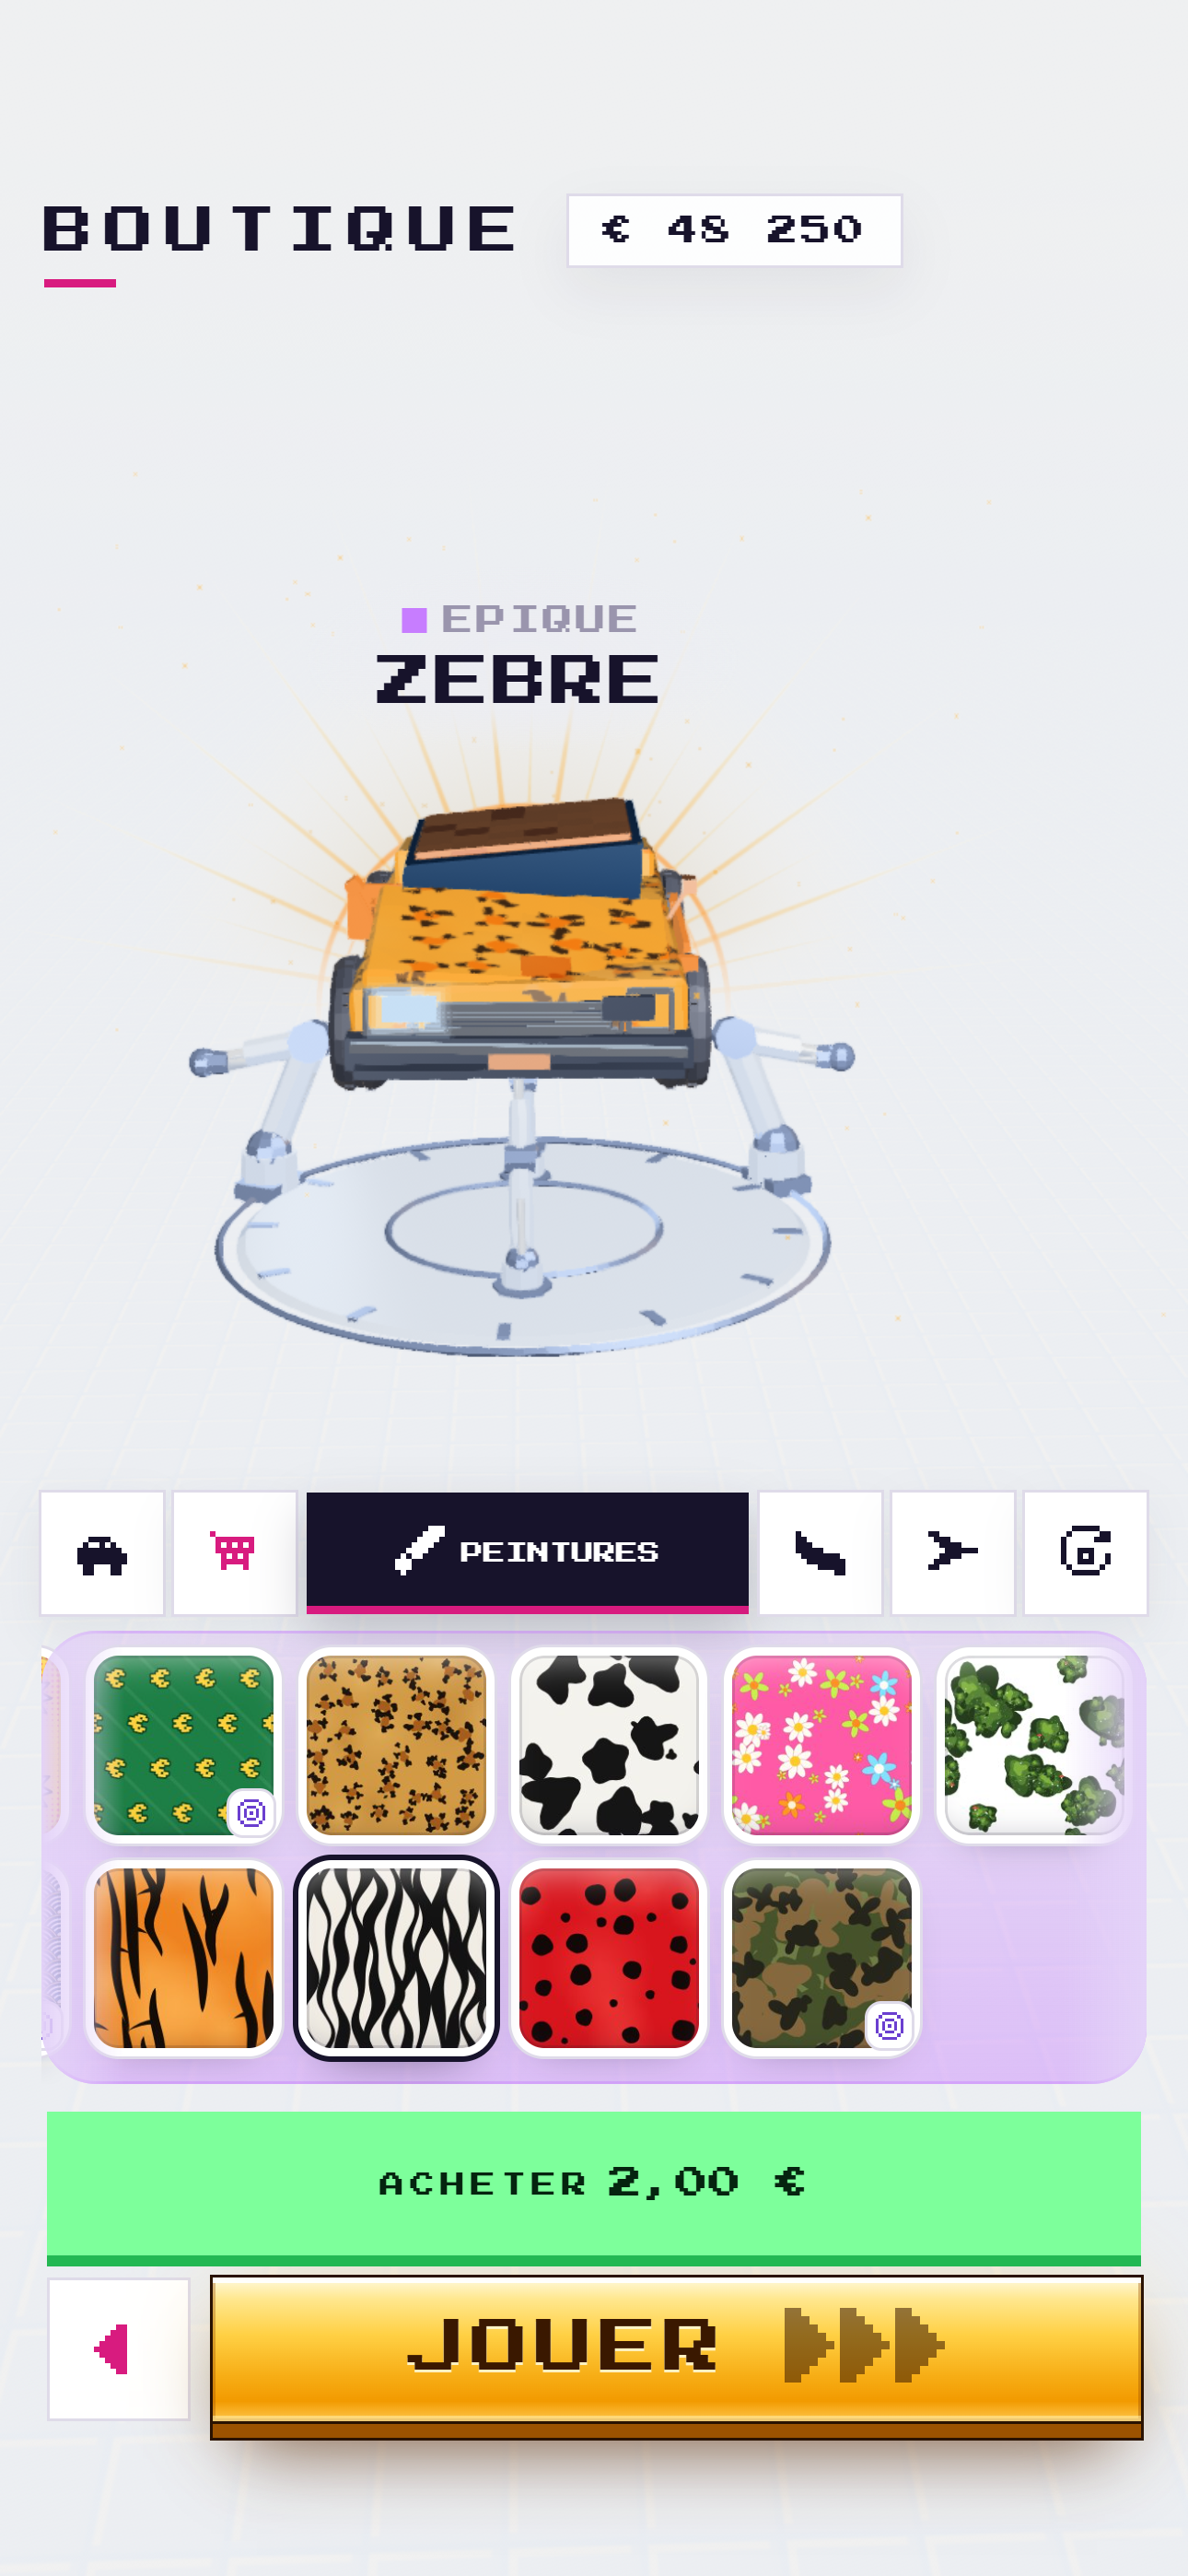 BOUTIQUE
€ 48 250
EPIQUE
ZEBRE
PEINTURES
ACHETER 2,00 €
JOUER